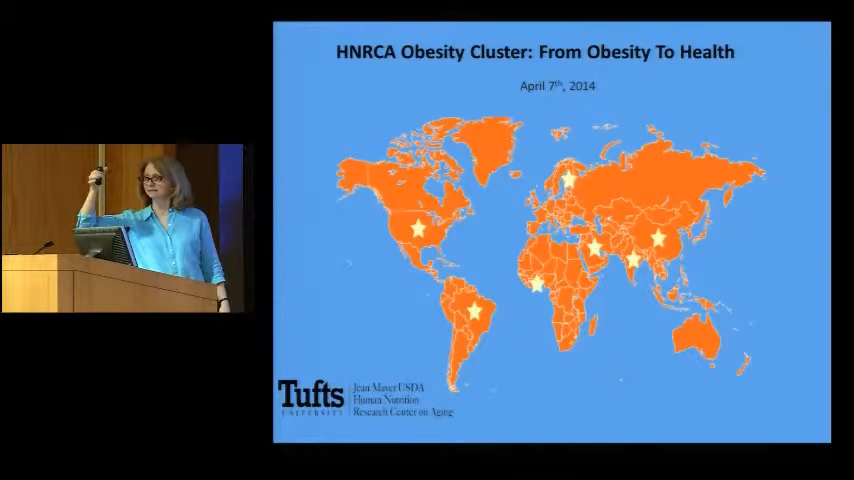 HNRCA Obesity Cluster: From Obesity To Health
April 7th, 2014
Tufts
UNIVERSITY
Jean Mayer USDA
Human Nutrition
Research Center on Aging